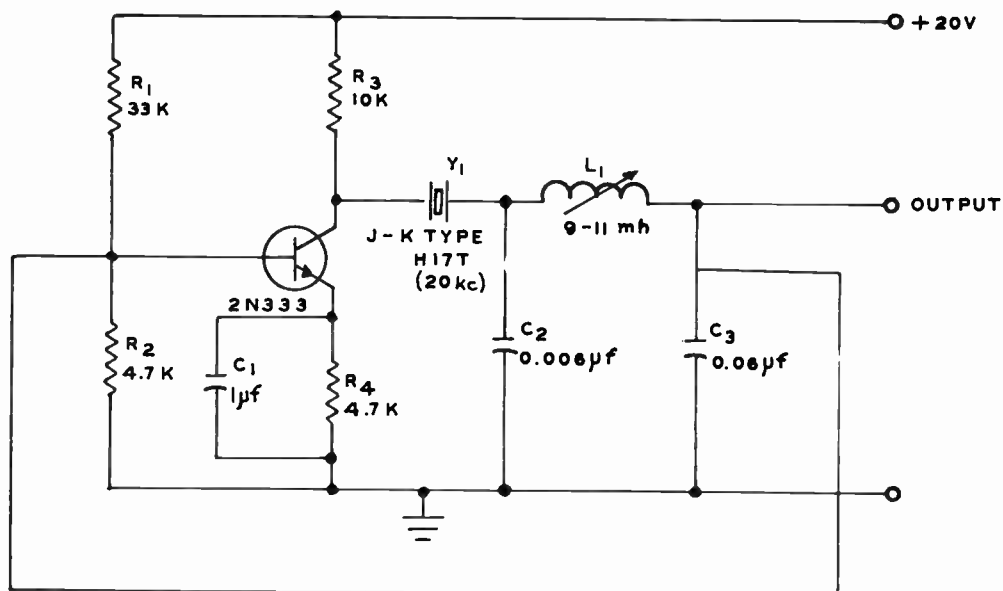 +20V
R1
33K
R3
10K
Y1
L1
OUTPUT
9-11 mh
J-K TYPE
H17T
(20kc)
2N333
R2
4.7K
C1
1μf
R4
4.7K
C2
0.006μf
C3
0.06μf